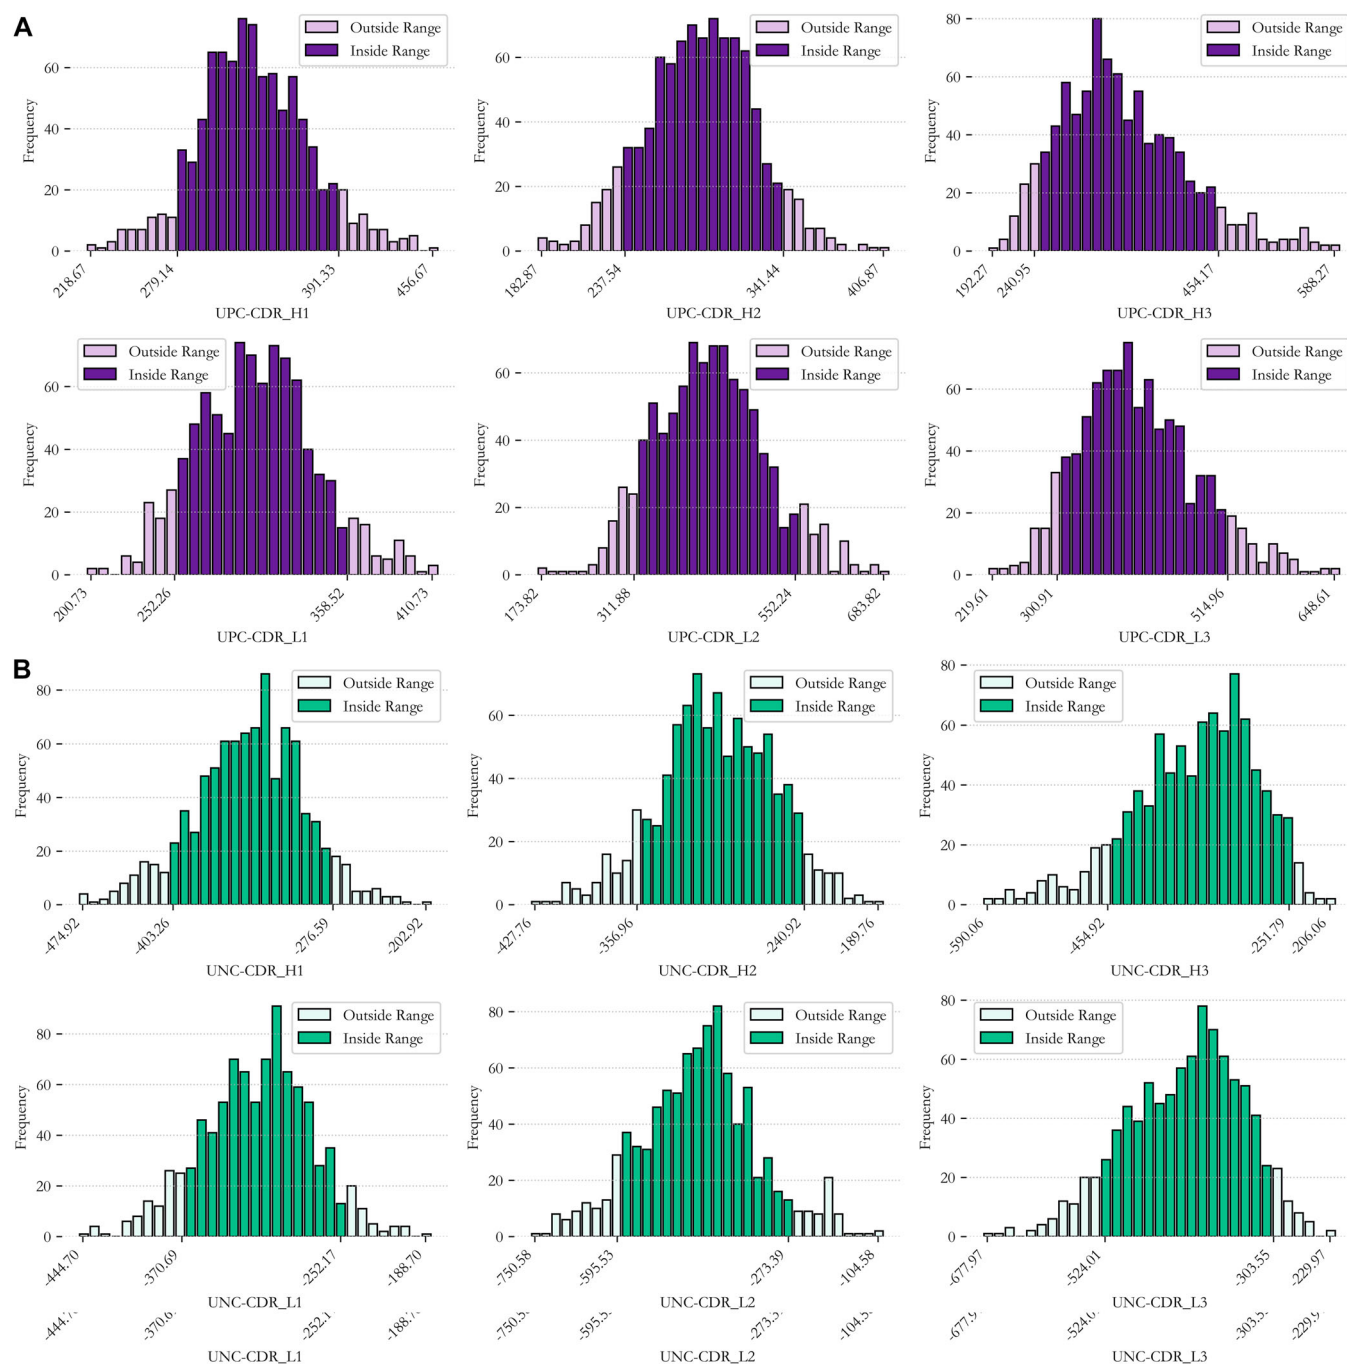 A
Outside Range
Inside Range
Frequency
60
40
20
0
218.67
279.14
391.33
456.67
UPC-CDR_H1
Outside Range
Inside Range
Frequency
60
40
20
0
182.87
237.54
341.44
406.87
UPC-CDR_H2
Outside Range
Inside Range
Frequency
80
60
40
20
0
192.27
240.95
454.17
588.27
UPC-CDR_H3
Outside Range
Inside Range
Frequency
60
40
20
0
200.73
252.26
358.52
410.73
UPC-CDR_L1
Outside Range
Inside Range
Frequency
60
40
20
0
173.82
311.88
552.24
683.82
UPC-CDR_L2
Outside Range
Inside Range
Frequency
60
40
20
0
219.61
300.91
514.96
648.61
UPC-CDR_L3
B
Outside Range
Inside Range
Frequency
80
60
40
20
0
-474.92
-403.26
-276.59
-202.92
UNC-CDR_H1
Outside Range
Inside Range
Frequency
60
40
20
0
-427.76
-356.96
-240.92
-189.76
UNC-CDR_H2
Outside Range
Inside Range
Frequency
80
60
40
20
0
-590.06
-454.92
-251.79
-206.06
UNC-CDR_H3
Outside Range
Inside Range
Frequency
80
60
40
20
0
-444.70
-370.69
-252.17
-188.70
UNC-CDR_L1
Outside Range
Inside Range
Frequency
80
60
40
20
0
-750.58
-595.53
-273.39
-104.58
UNC-CDR_L2
Outside Range
Inside Range
Frequency
80
60
40
20
0
-677.97
-524.01
-303.55
-229.97
UNC-CDR_L3
UNC-CDR_L1
UNC-CDR_L2
UNC-CDR_L3